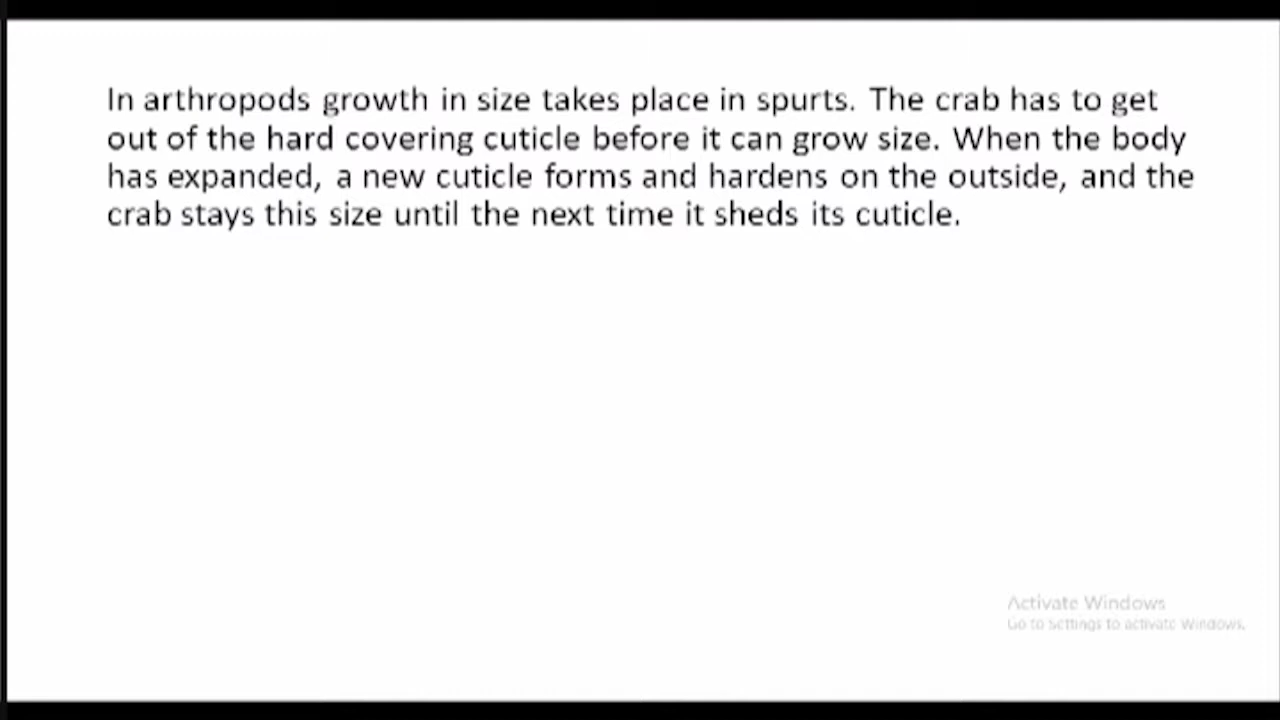 In arthropods growth in size takes place in spurts. The crab has to get
out of the hard covering cuticle before it can grow size. When the body
has expanded, a new cuticle forms and hardens on the outside, and the
crab stays this size until the next time it sheds its cuticle.
Activate Windows
Go to Settings to activate Windows.